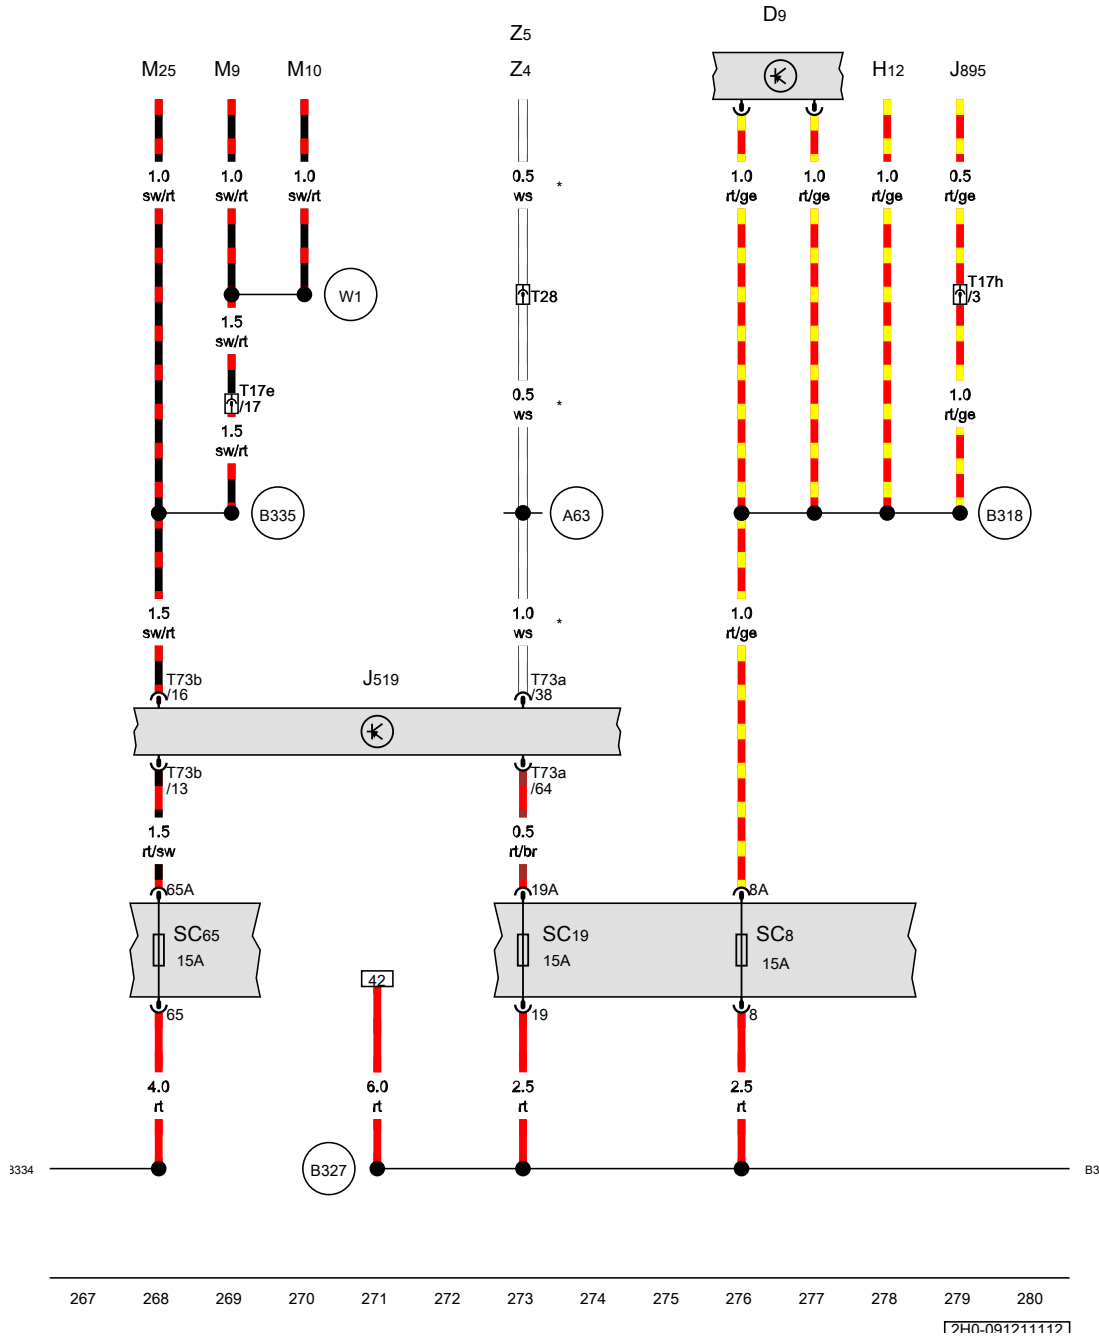 D9
Z5
M25 M9 M10 Z4 H12 J895
1.0 1.0 1.0 0.5 * 1.0 1.0 1.0 0.5
sw/rt sw/rt sw/rt ws rt/ge rt/ge rt/ge rt/ge
W1 T28 T17h
/3
1.5
sw/rt
T17e
/17
0.5 * 1.0
ws rt/ge
1.5
sw/rt
B335 A63 B318
1.5 1.0 * 1.0
sw/rt ws rt/ge
T73b J519 T73a
/16 /38
T73b T73a
/13 /64
1.5 0.5
rt/sw rt/br
65A 19A 8A
SC65 SC19 SC8
15A 15A 15A
42
65 19 8
4.0 6.0 2.5 2.5
rt rt rt rt
B327
267 268 269 270 271 272 273 274 275 276 277 278 279 280
2H0-091211112